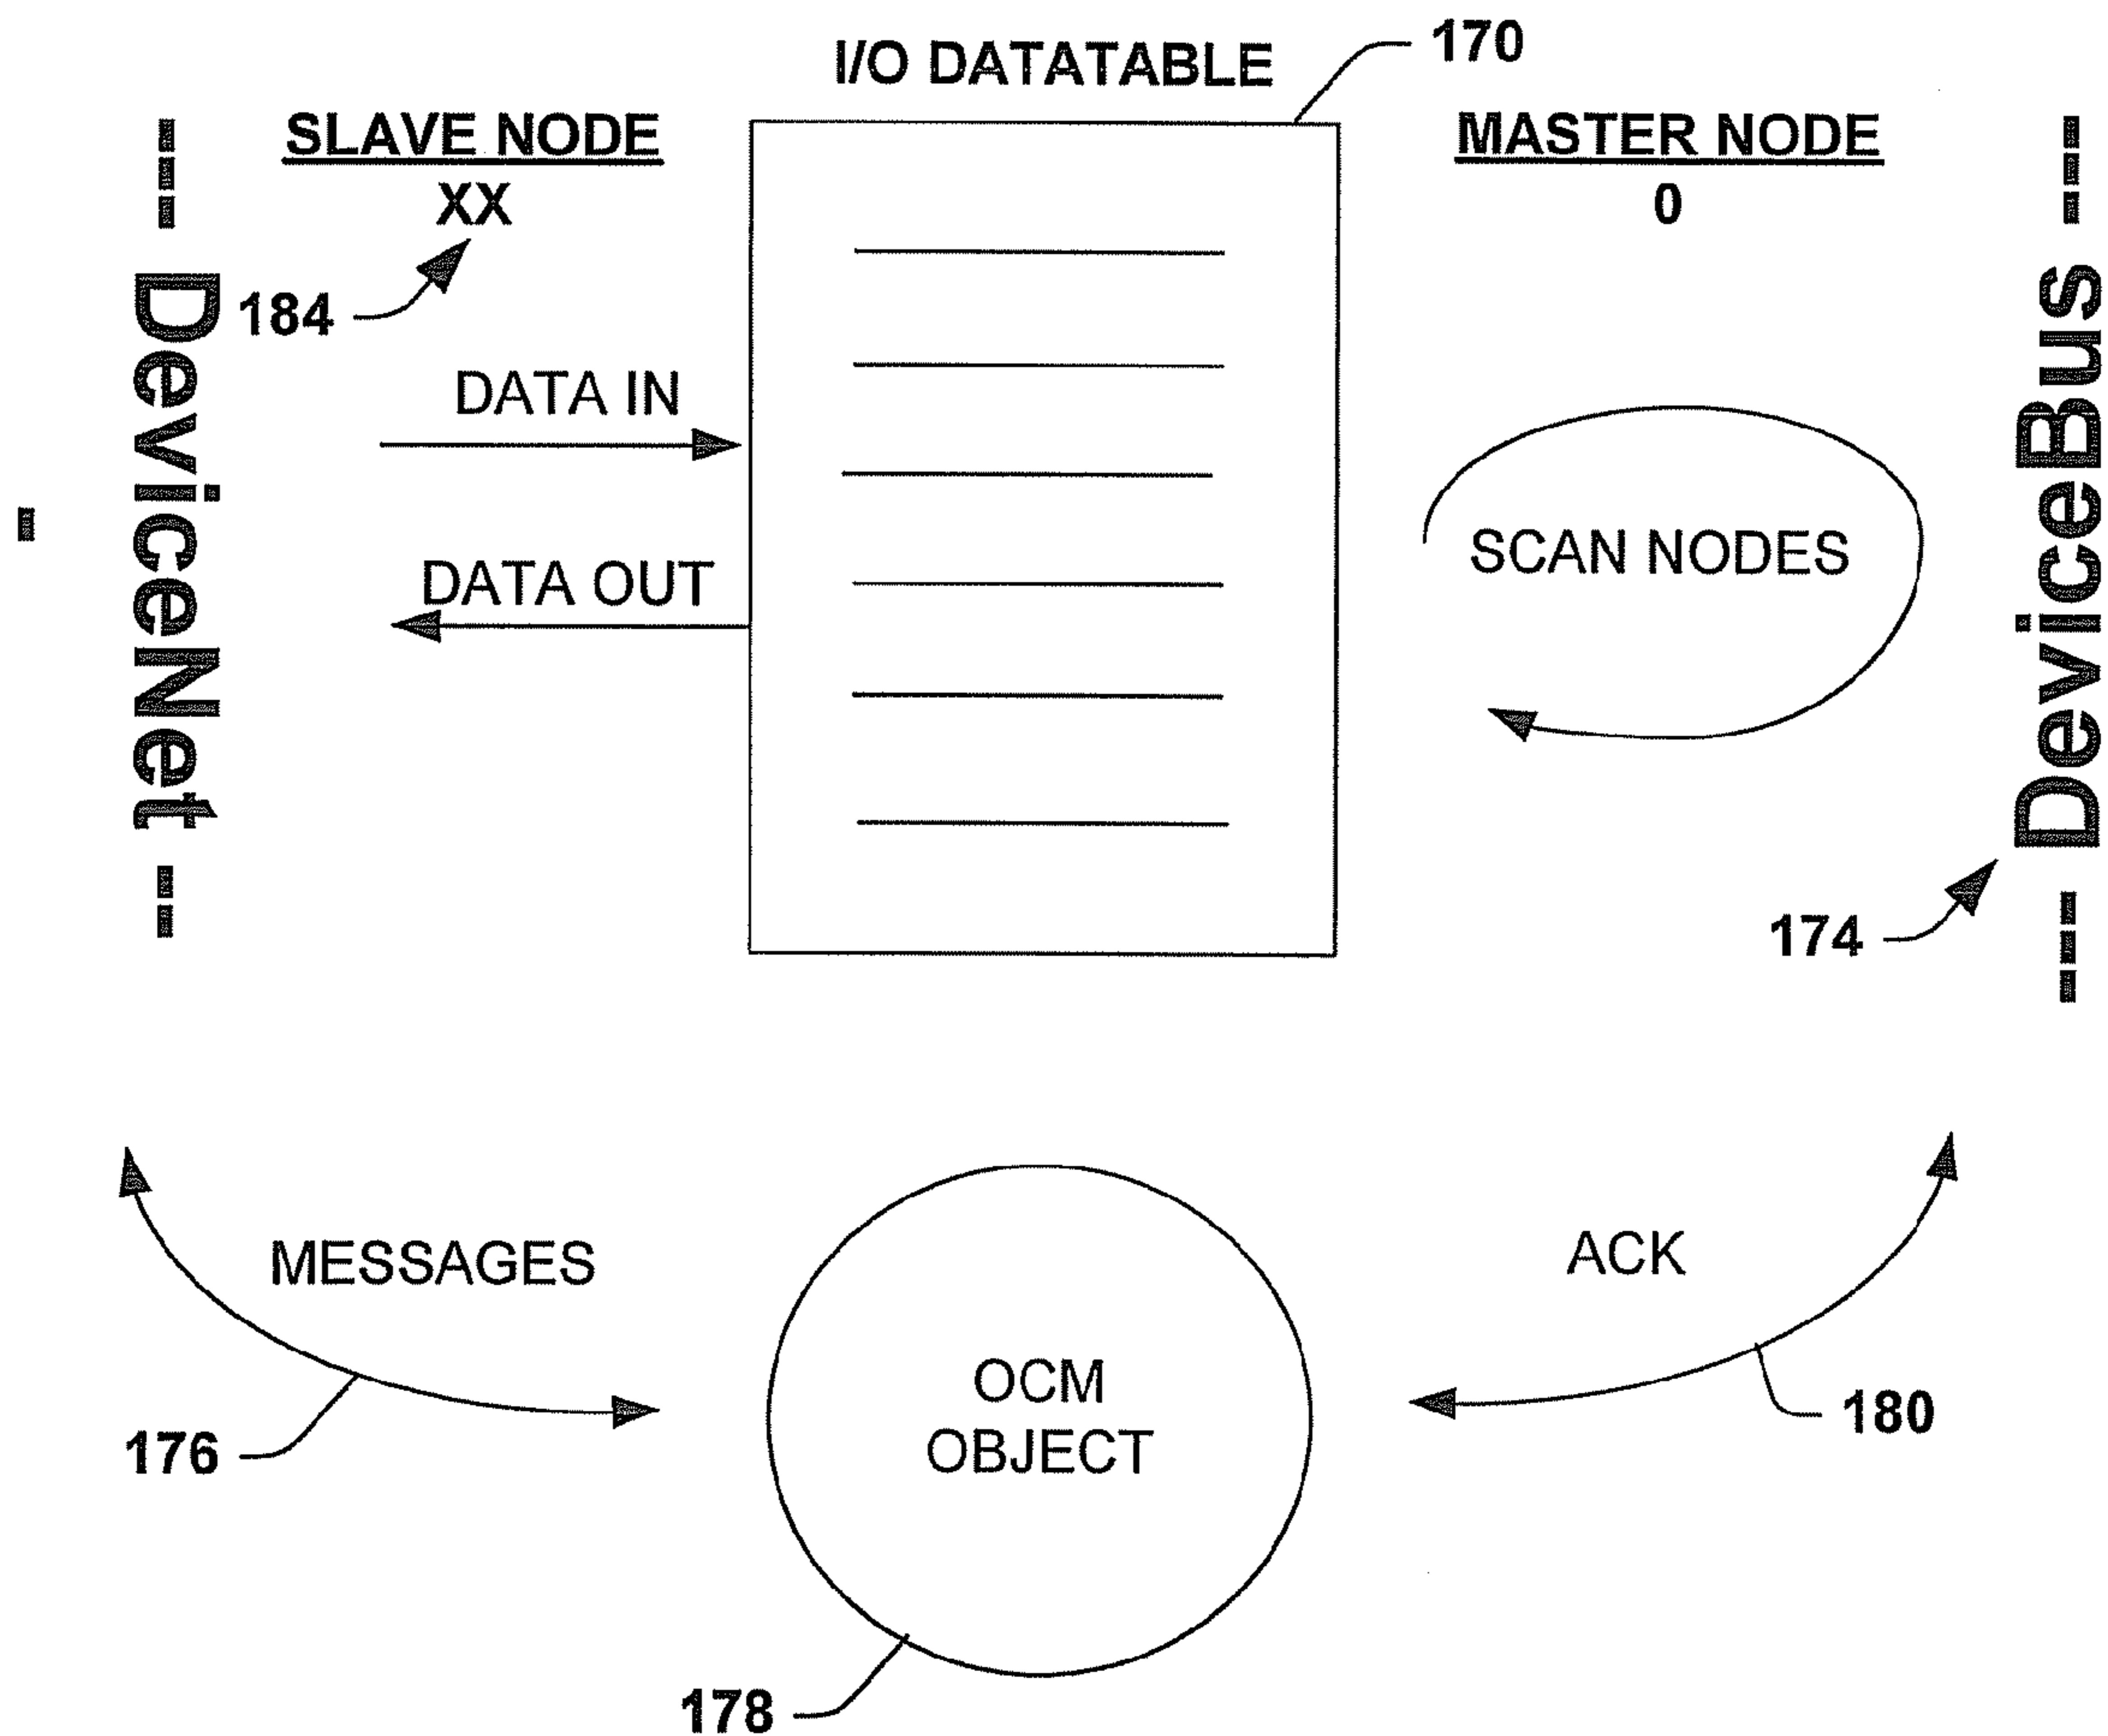 I/O DATATABLE
170
SLAVE NODE
XX
184
MASTER NODE
0
--- DeviceNet --
-
DATA IN
DATA OUT
SCAN NODES
--- DeviceBus ---
174
MESSAGES
176
OCM
OBJECT
178
ACK
180